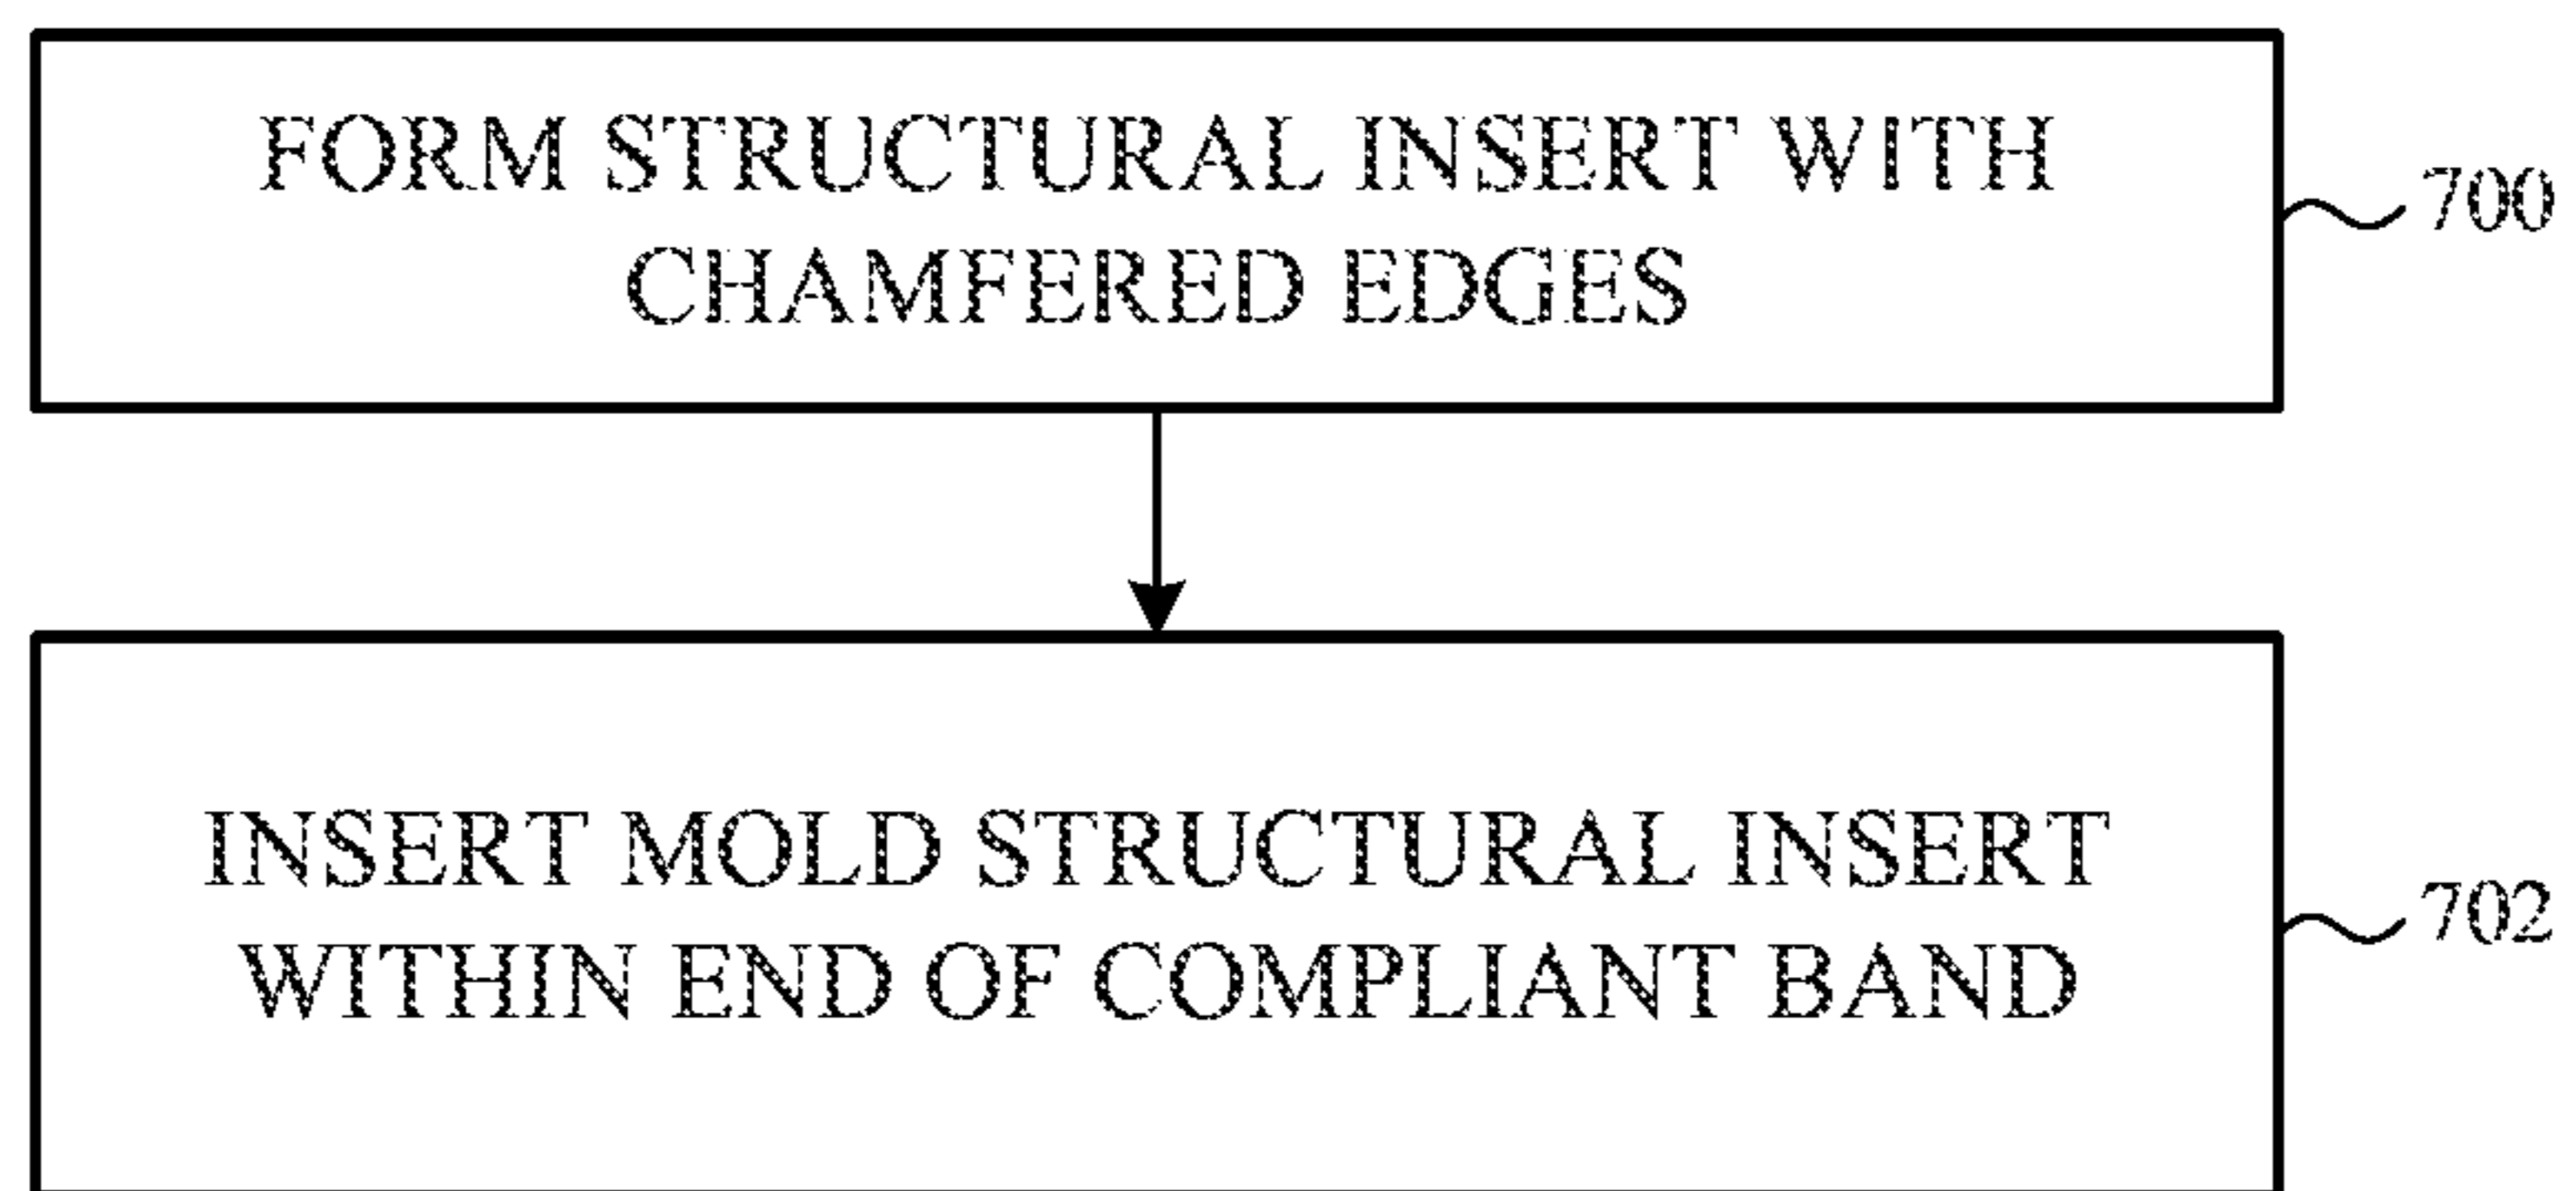 FORM STRUCTURAL INSERT WITH
CHAMFERED EDGES
700
INSERT MOLD STRUCTURAL INSERT
WITHIN END OF COMPLIANT BAND
702